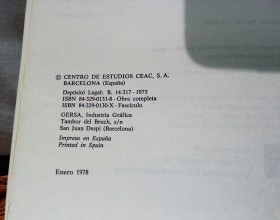 © CENTRO DE ESTUDIOS CEAC, S. A.
BARCELONA (España)
Depósito Legal: B. 14.317 - 1975
ISBN 84-329-0131-8 - Obra completa
ISBN 84-329-0130-X - Fascículo
GERSA, Industria Gráfica
Tambor del Bruch, s/n
San Juan Despí (Barcelona)
Impreso en España
Printed in Spain
Enero 1978